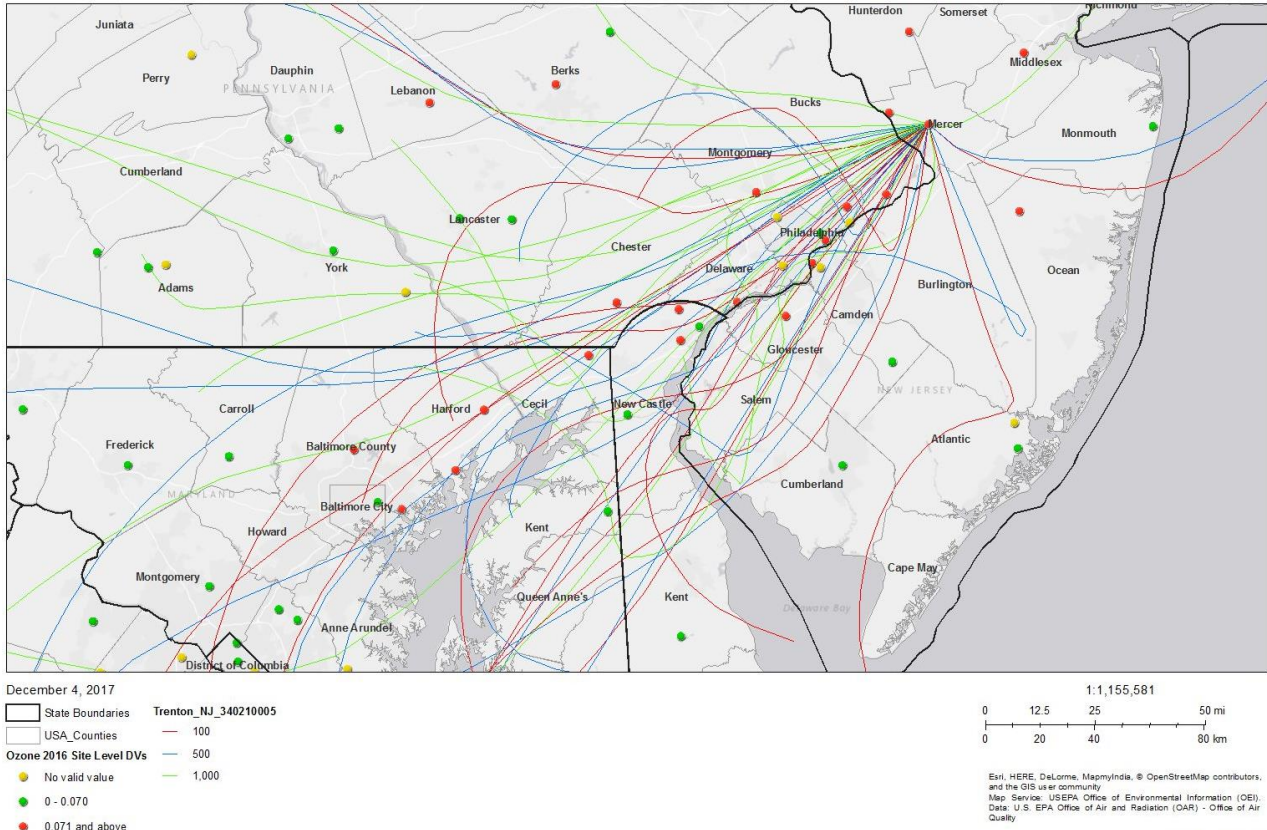 Hunterdon
Somerset
Richmond
Juniata
Perry
Dauphin
PENNSYLVANIA
Lebanon
Berks
Middlesex
Bucks
Mercer
Monmouth
Montgomery
Cumberland
Lancaster
Philadelphia
Chester
York
Delaware
Ocean
Adams
Burlington
Camden
Gloucester
NEW JERSEY
Salem
Carroll
Harford
Cecil
New Castle
Frederick
Baltimore County
Atlantic
MARYLAND
Cumberland
Baltimore City
Howard
Kent
Cape May
Montgomery
Queen Anne's
Kent
Delaware Bay
Anne Arundel
District of Columbia
December 4, 2017
State Boundaries
USA_Counties
Ozone 2016 Site Level DVs
No valid value
0 - 0.070
0.071 and above
Trenton_NJ_340210005
100
500
1,000
1:1,155,581
0 12.5 25 50 mi
0 20 40 80 km
Esri, HERE, DeLorme, MapmyIndia, © OpenStreetMap contributors,
and the GIS user community
Map Service: USEPA Office of Environmental Information (OEI).
Data: U.S. EPA Office of Air and Radiation (OAR) - Office of Air
Quality